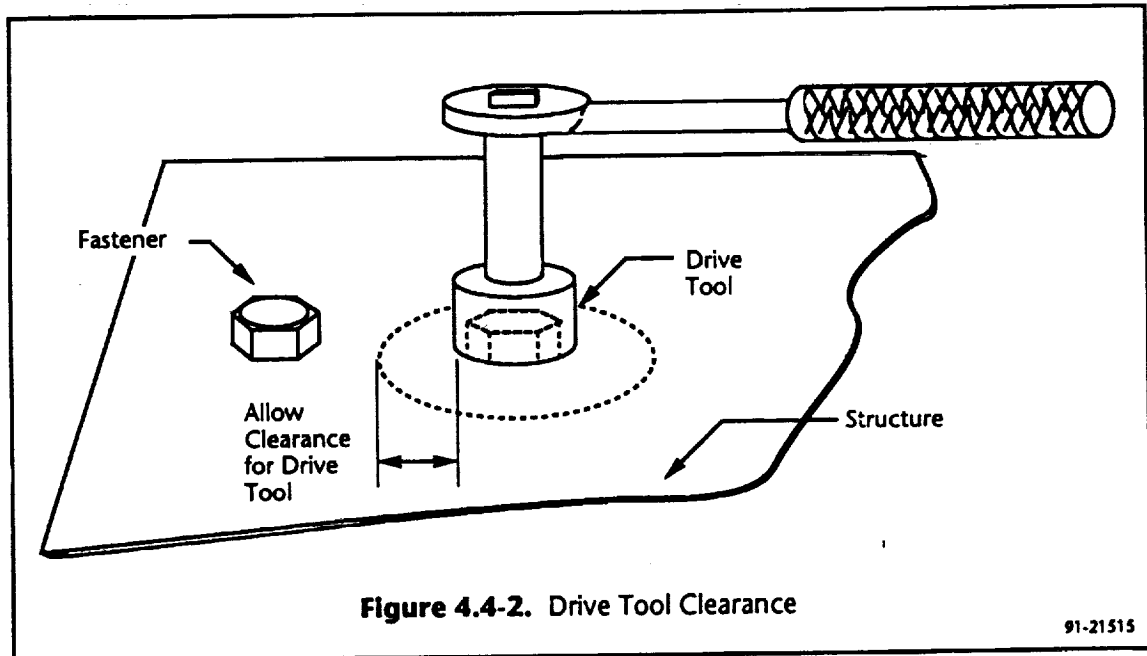 Fastener
Drive
Tool
Allow
Clearance
for Drive
Tool
Structure
Figure 4.4-2. Drive Tool Clearance
91-21515